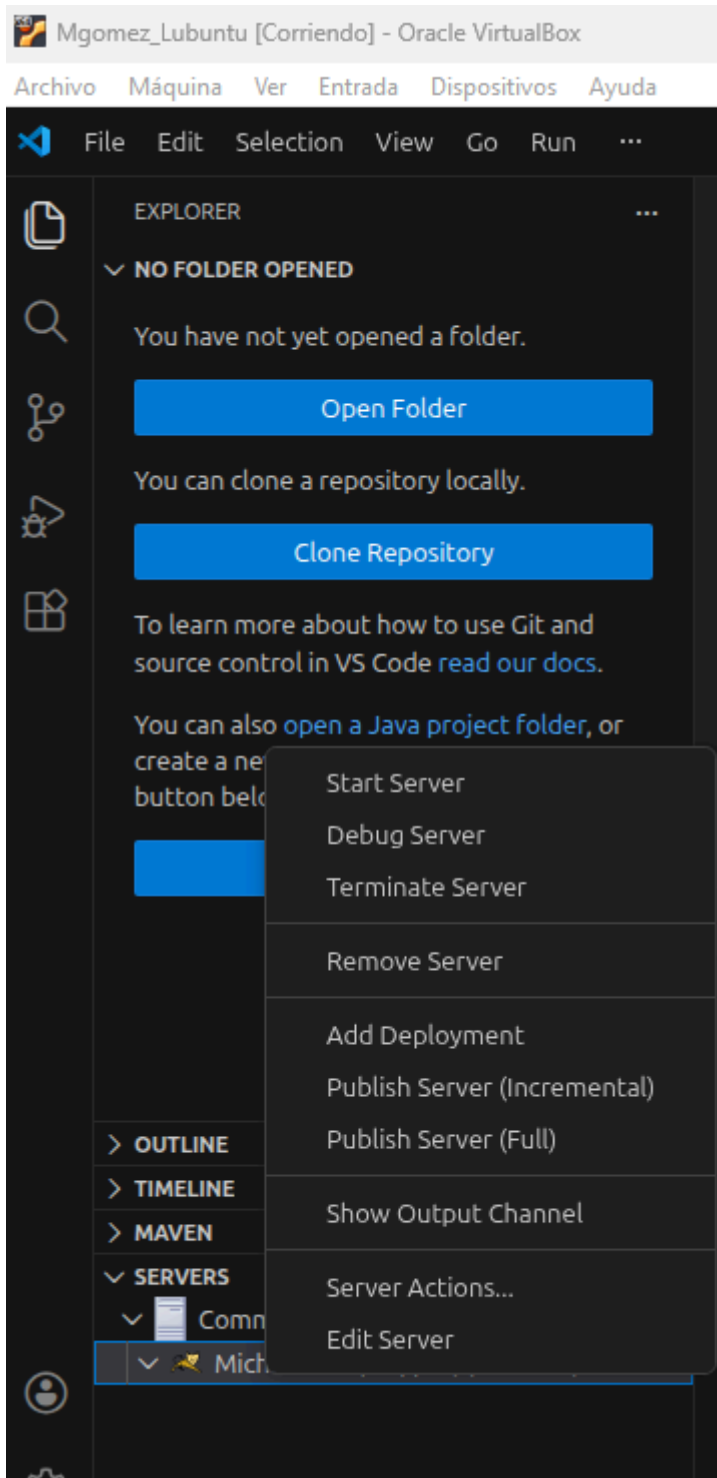 Mgomez_Lubuntu [Corriendo] - Oracle VirtualBox
Archivo Máquina Ver Entrada Dispositivos Ayuda
File Edit Selection View Go Run ...
EXPLORER ...
NO FOLDER OPENED
You have not yet opened a folder.
Open Folder
You can clone a repository locally.
Clone Repository
To learn more about how to use Git and
source control in VS Code read our docs.
You can also open a Java project folder, or
create a
button
Start Server
Debug Server
Terminate Server
Remove Server
Add Deployment
Publish Server (Incremental)
Publish Server (Full)
Show Output Channel
Server Actions...
Edit Server
OUTLINE
TIMELINE
MAVEN
SERVERS